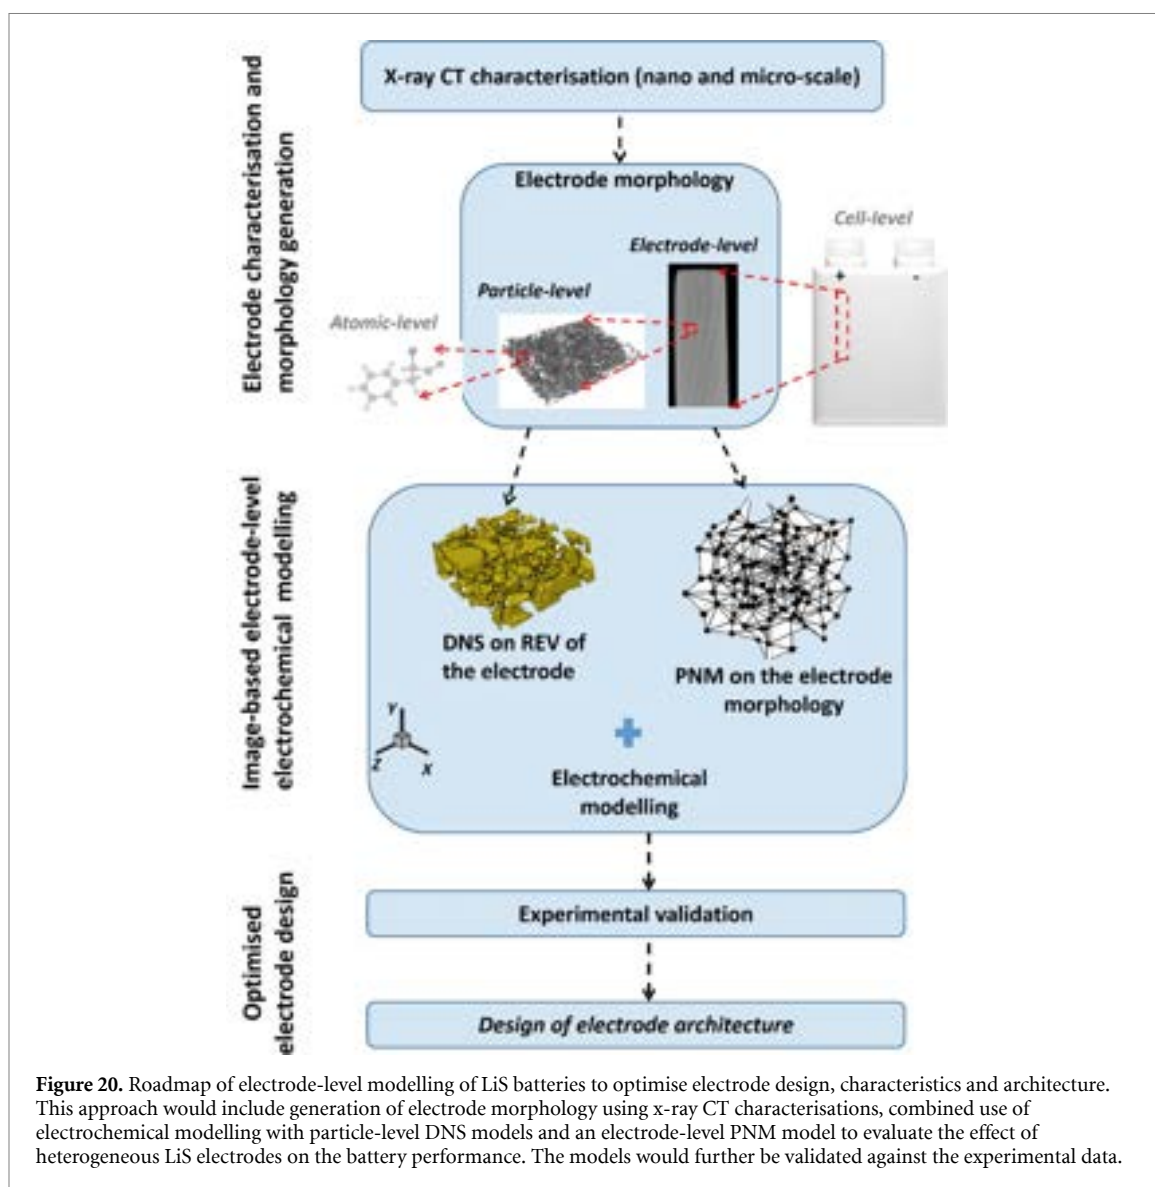 Electrode characterisation and
morphology generation
X-ray CT characterisation (nano and micro-scale)
Electrode morphology
Cell-level
Electrode-level
Particle-level
Atomic-level
+
-
Image-based electrode-level
electrochemical modelling
DNS on REV of
the electrode
PNM on the electrode
morphology
Y
Z
X
Electrochemical
modelling
Optimised
electrode design
Experimental validation
Design of electrode architecture
Figure 20. Roadmap of electrode-level modelling of LiS batteries to optimise electrode design, characteristics and architecture.
This approach would include generation of electrode morphology using x-ray CT characterisations, combined use of
electrochemical modelling with particle-level DNS models and an electrode-level PNM model to evaluate the effect of
heterogeneous LiS electrodes on the battery performance. The models would further be validated against the experimental data.